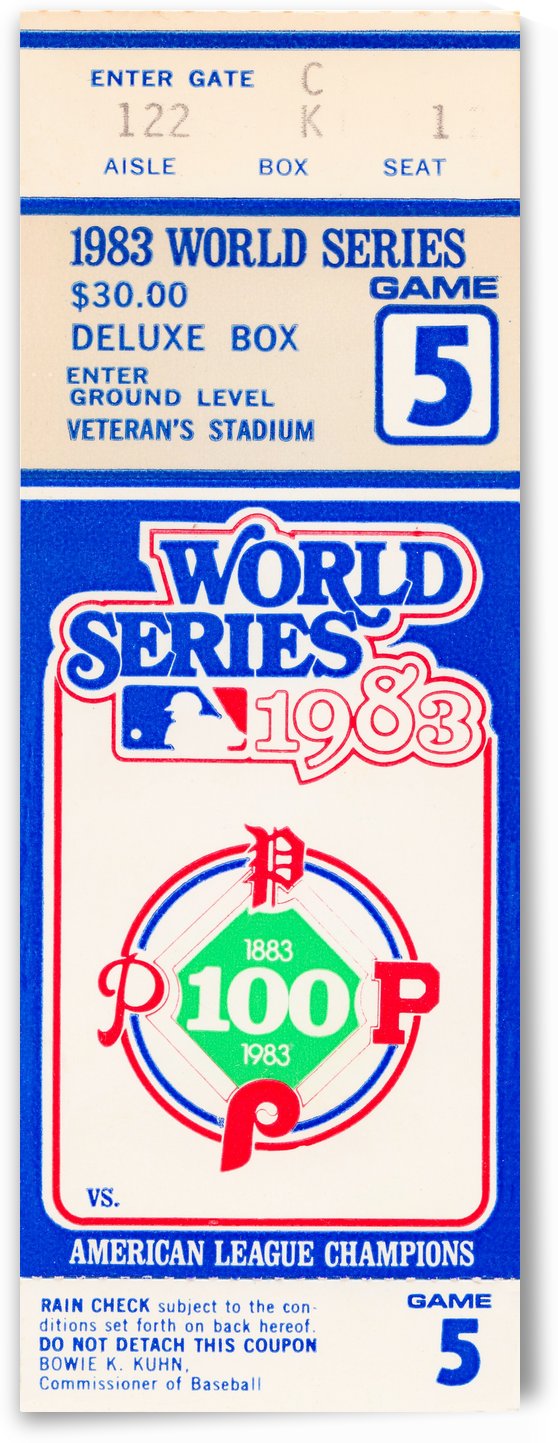 ENTER GATE C
122 K 1
AISLE BOX SEAT
1983 WORLD SERIES
$30.00
GAME
5
DELUXE BOX
ENTER
GROUND LEVEL
VETERAN'S STADIUM
WORLD
SERIES
1983
P
1883
P 100 P
1983
P
VS.
AMERICAN LEAGUE CHAMPIONS
RAIN CHECK subject to the con-
ditions set forth on back hereof.
DO NOT DETACH THIS COUPON
BOWIE K. KUHN,
Commissioner of Baseball
GAME
5